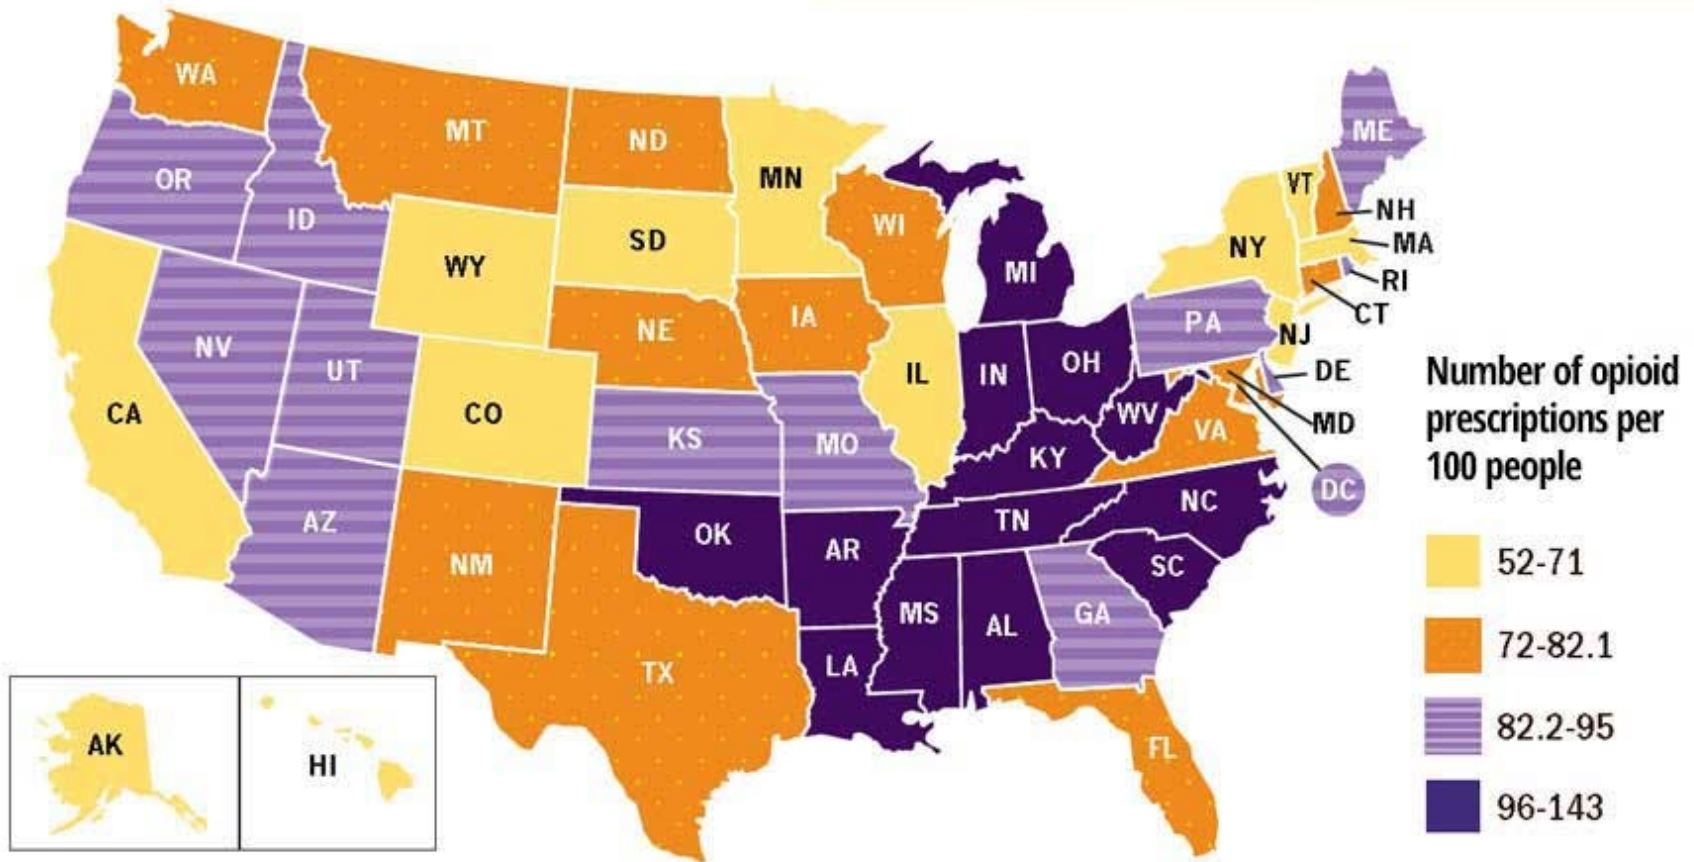 WA
MT
ND
MN
ME
OR
ID
WY
SD
WI
MI
NY
VT
NH
MA
RI
CT
NV
UT
CO
NE
IA
IL
IN
OH
PA
NJ
DE
MD
DC
CA
AZ
NM
KS
MO
KY
WV
VA
OK
AR
TN
NC
SC
TX
LA
MS
AL
GA
FL
AK
HI
Number of opioid
prescriptions per
100 people
52-71
72-82.1
82.2-95
96-143